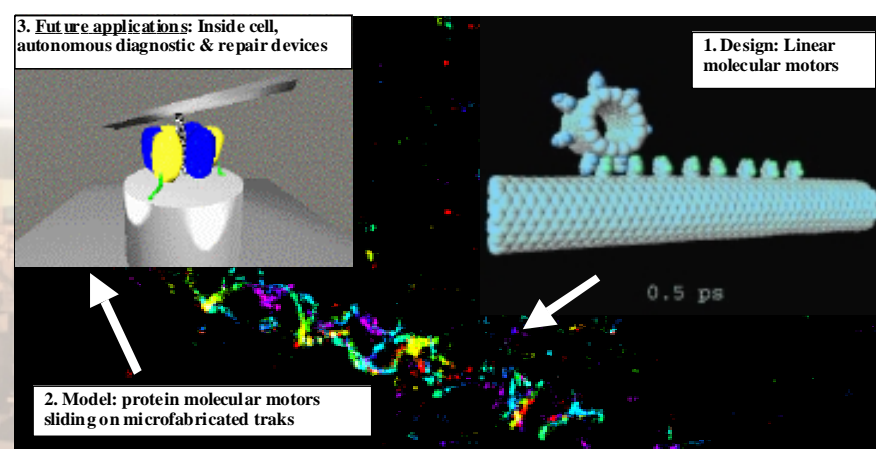 3. Future applications: Inside cell,
autonomous diagnostic & repair devices
1. Design: Linear
molecular motors
0.5 ps
2. Model: protein molecular motors
sliding on microfabricated traks